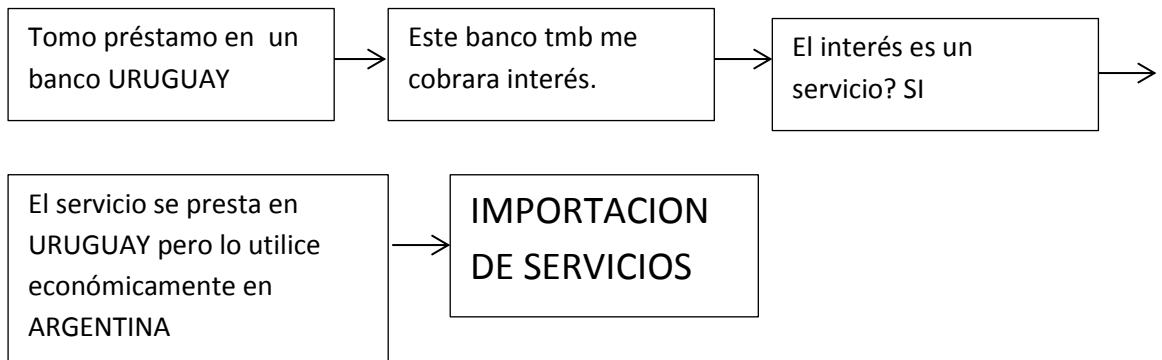 Tomo préstamo en un
banco URUGUAY
Este banco tmb me
cobrara interés.
El interés es un
servicio? SI
El servicio se presta en
URUGUAY pero lo utilice
económicamente en
ARGENTINA
IMPORTACION
DE SERVICIOS